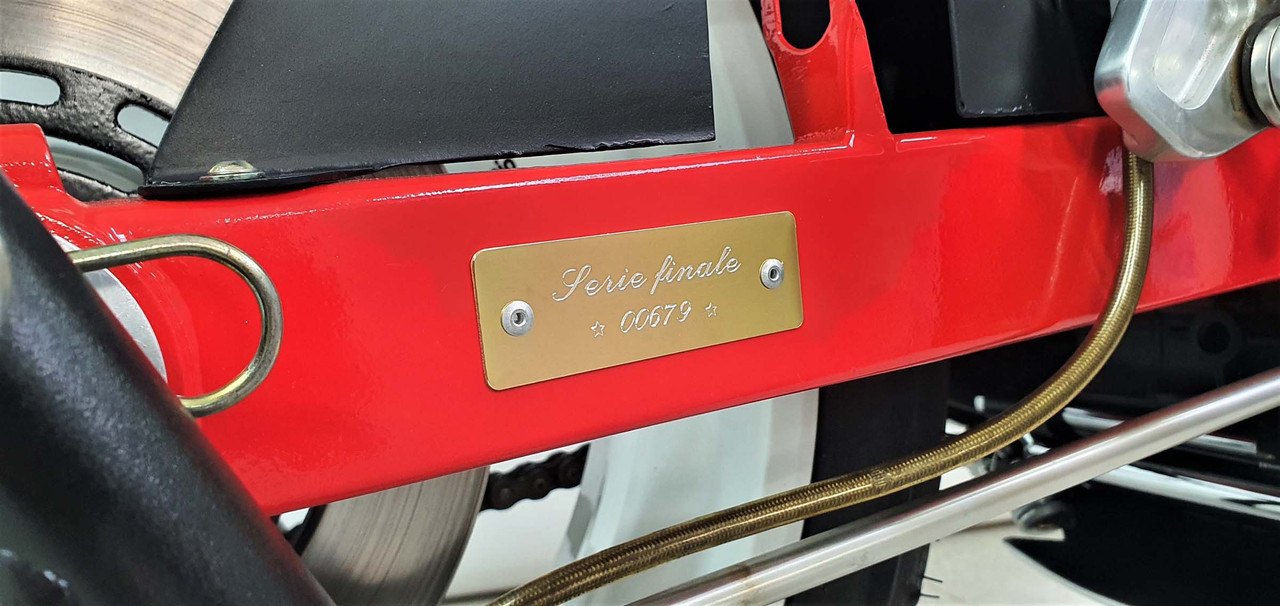 Serie finale
☆ 00679 ☆